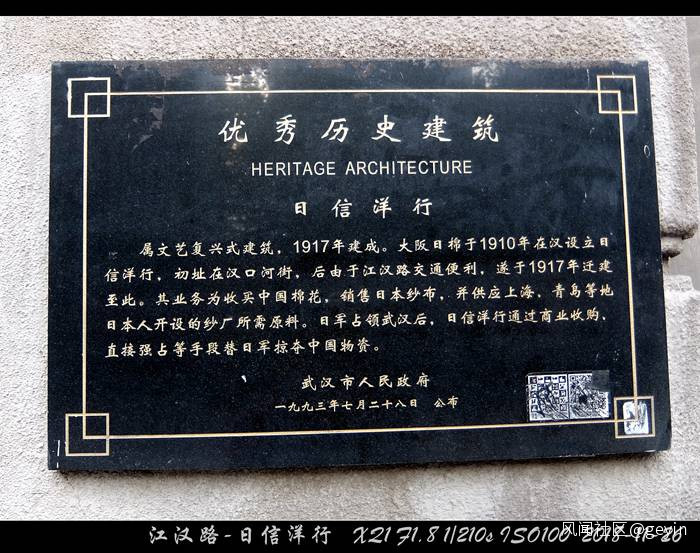 优秀历史建筑
HERITAGE ARCHITECTURE
日信洋行
属文艺复兴式建筑，1917年建成。大阪日棉于1910年在汉设立日
信洋行，初址在汉口河街，后由于江汉路交通便利，遂于1917年迁建
至此。其业务为收买中国棉花，销售日本纱布，并供应上海，青岛等地
日本人开设的纱厂所需原料。日军占领武汉后，日信洋行通过商业收购，
直接强占等手段替日军掠夺中国物资。
武汉市人民政府
一九九三年七月二十八日 公布
江汉路-日信洋行 X21 F1.8 1/210s ISO100
风闻社区@gevin